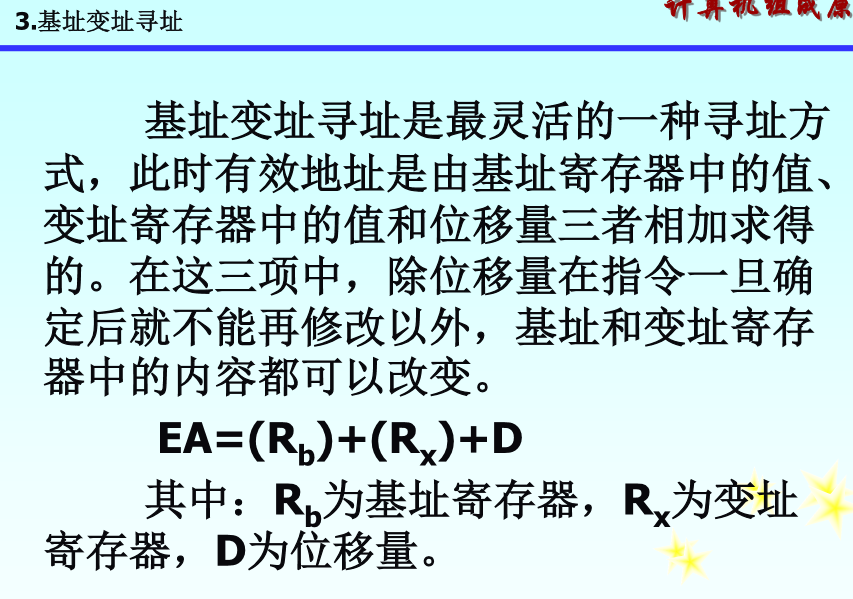 3.基址变址寻址
计算机组成原
基址变址寻址是最灵活的一种寻址方
式，此时有效地址是由基址寄存器中的值、
变址寄存器中的值和位移量三者相加求得
的。在这三项中，除位移量在指令一旦确
定后就不能再修改以外，基址和变址寄存
器中的内容都可以改变。
EA=(Rb)+(Rx)+D
其中：Rb为基址寄存器，Rx为变址
寄存器，D为位移量。